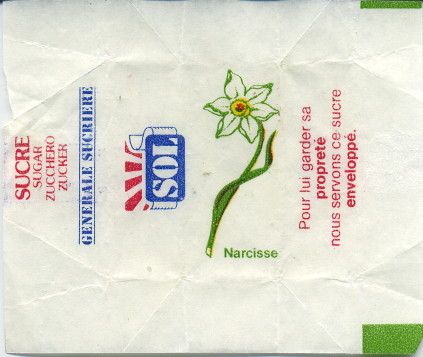 SUCRE
SUGAR
ZUCCHERO
ZUCKER
GENERALE SUCRIERE
SOL
Narcisse
Pour lui garder sa
propreté
nous servons ce sucre
enveloppé.